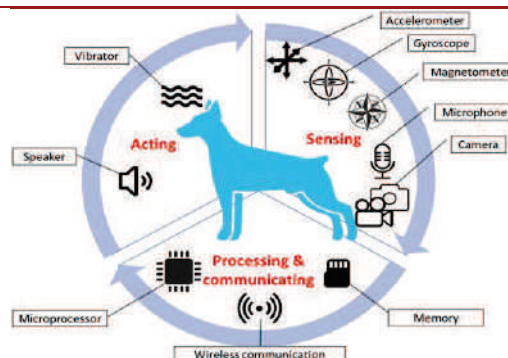 Accelerometer
Gyroscope
Vibrator
Magnetometer
Microphone
Acting
Sensing
Camera
Speaker
Processing &
communicating
Microprocessor
Memory
Wireless communication